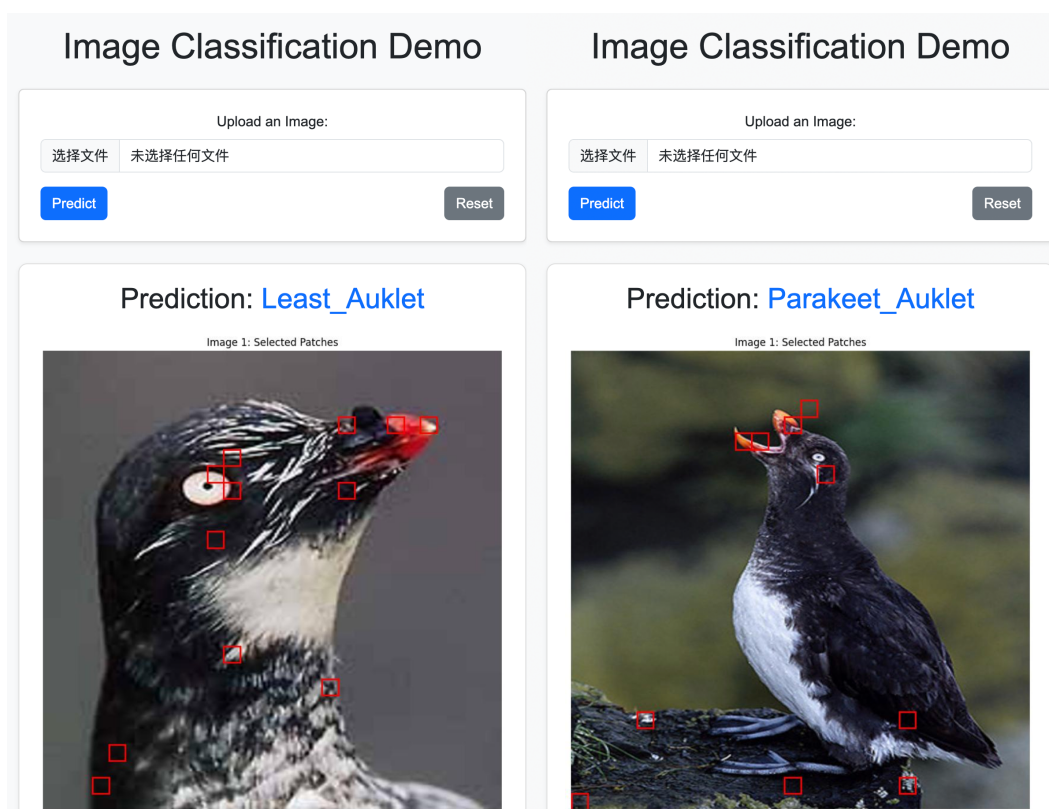 Image Classification Demo
Upload an Image:
选择文件 未选择任何文件
Predict Reset
Prediction: Least_Auklet
Image 1: Selected Patches
Image Classification Demo
Upload an Image:
选择文件 未选择任何文件
Predict Reset
Prediction: Parakeet_Auklet
Image 1: Selected Patches